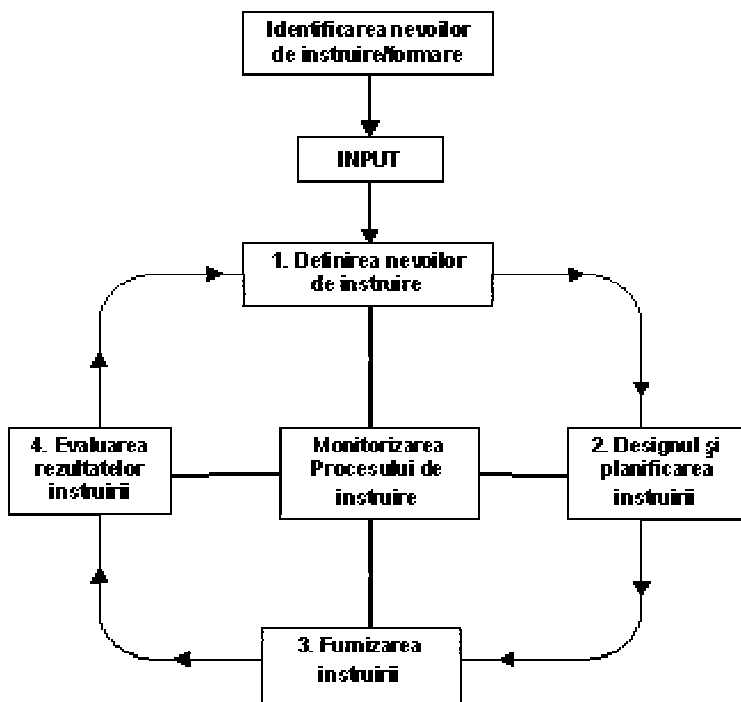 Identificarea nevoilor
de instruire/formare
INPUT
1. Definirea nevoilor
de instruire
4. Evaluarea
rezultatelor
instruirii
Monitorizarea
Procesului de
instruire
2. Designul şi
planificarea
instruirii
3. Furnizarea
instruirii